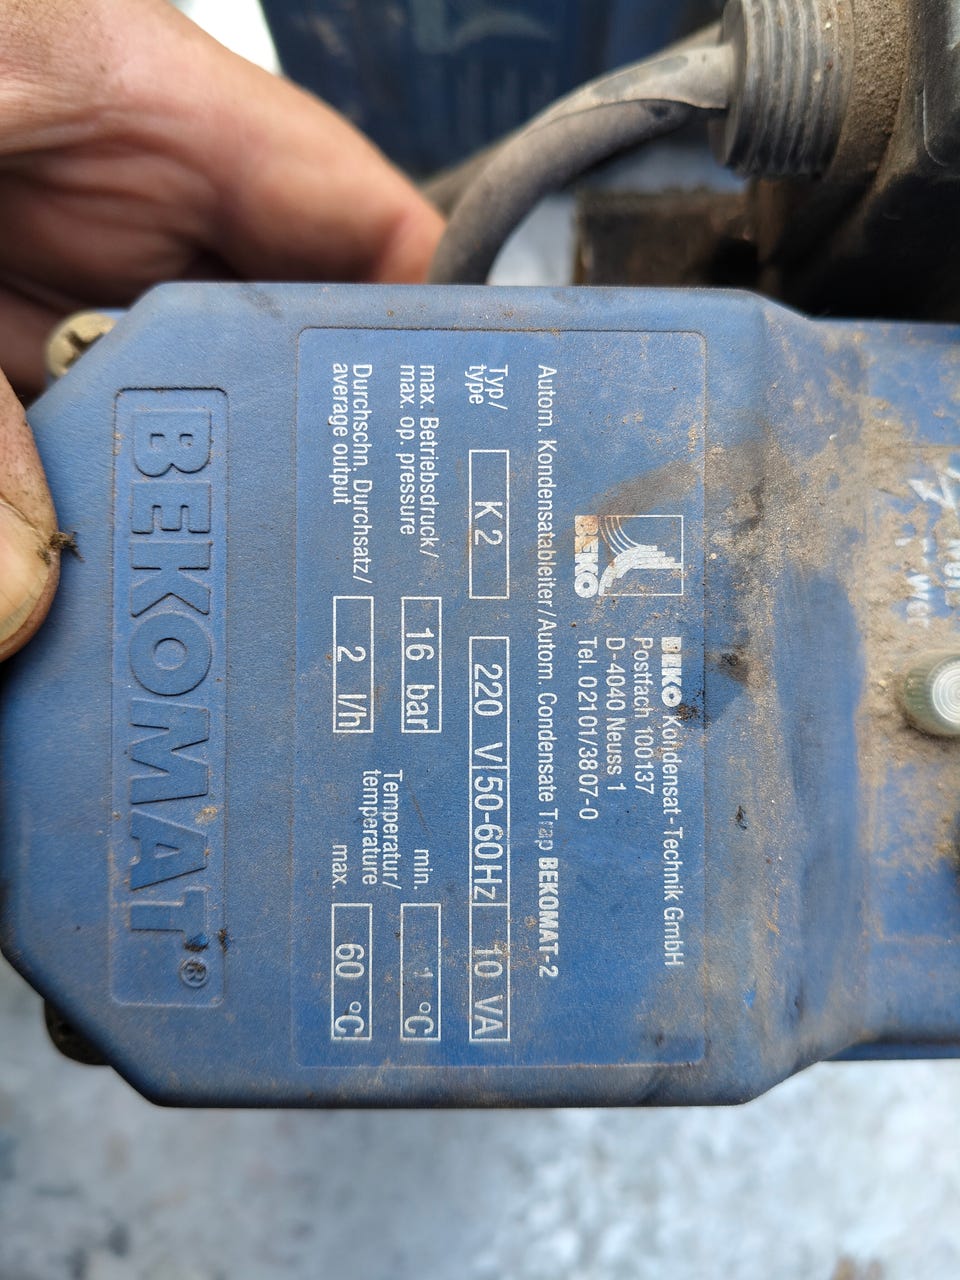 BEKO
BEKO Kondensat-Technik GmbH
Postfach 100137
D-4040 Neuss 1
Tel. 02101/3807-0
Autom. Kondensatableiter/Autom. Condensate Trap BEKOMAT-2
Typ/
type
K 2
220 V
50-60Hz
10 VA
max. Betriebsdruck/
max. op. pressure
16 bar
min.
1 °C
Temperatur/
temperature
Durchschn. Durchsatz/
average output
2 l/h
max.
60 °C
BEKOMAT®